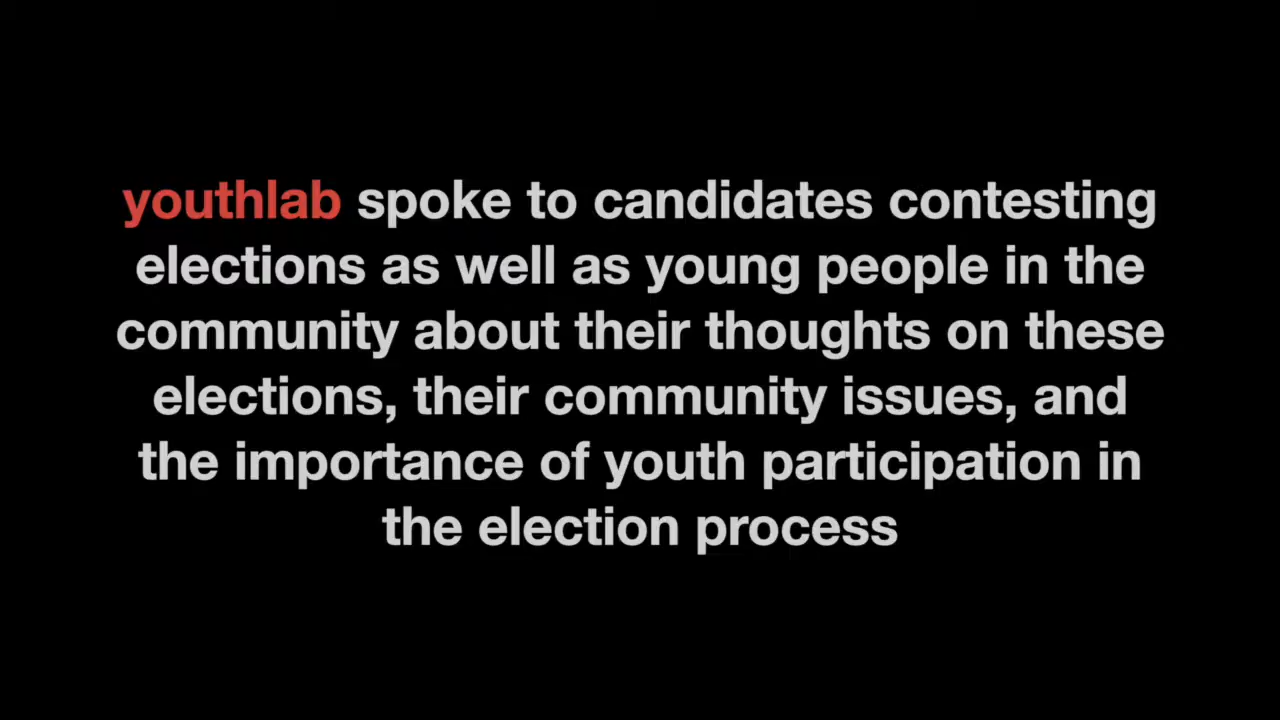 youthlab spoke to candidates contesting
elections as well as young people in the
community about their thoughts on these
elections, their community issues, and
the importance of youth participation in
the election process